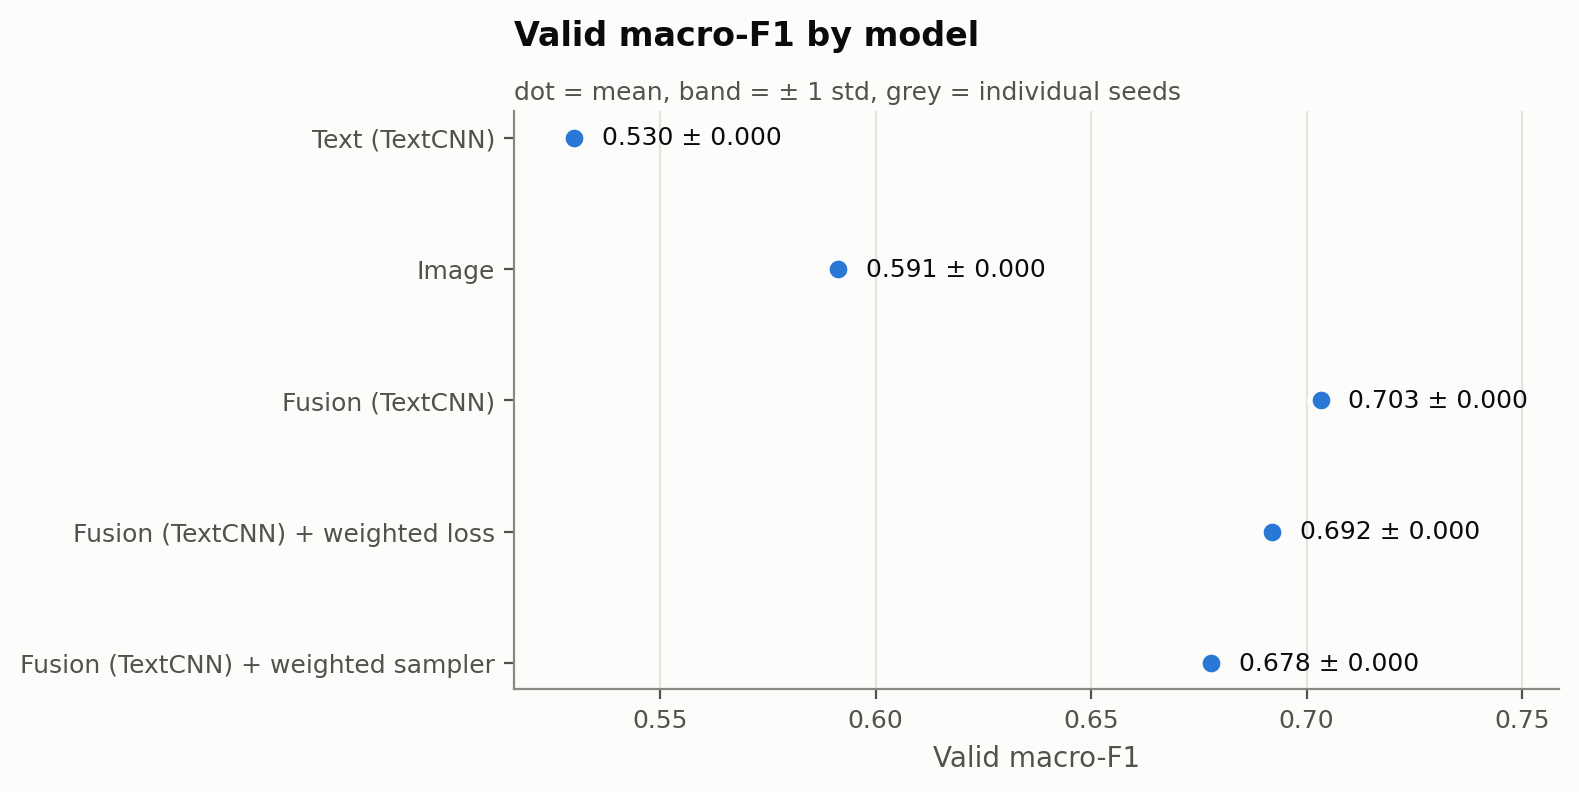 Valid macro-F1 by model
dot = mean, band = ± 1 std, grey = individual seeds
Text (TextCNN) 0.530 ± 0.000
Image 0.591 ± 0.000
Fusion (TextCNN) 0.703 ± 0.000
Fusion (TextCNN) + weighted loss 0.692 ± 0.000
Fusion (TextCNN) + weighted sampler 0.678 ± 0.000
0.55 0.60 0.65 0.70 0.75
Valid macro-F1